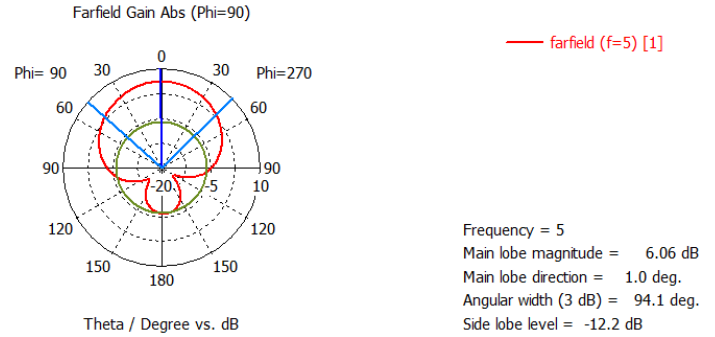 Farfield Gain Abs (Phi=90)
farfield (f=5) [1]
0
Phi= 90
30
30
Phi=270
60
60
90
90
-20
-5
10
120
120
150
150
180
Frequency = 5
Main lobe magnitude = 6.06 dB
Main lobe direction = 1.0 deg.
Angular width (3 dB) = 94.1 deg.
Side lobe level = -12.2 dB
Theta / Degree vs. dB